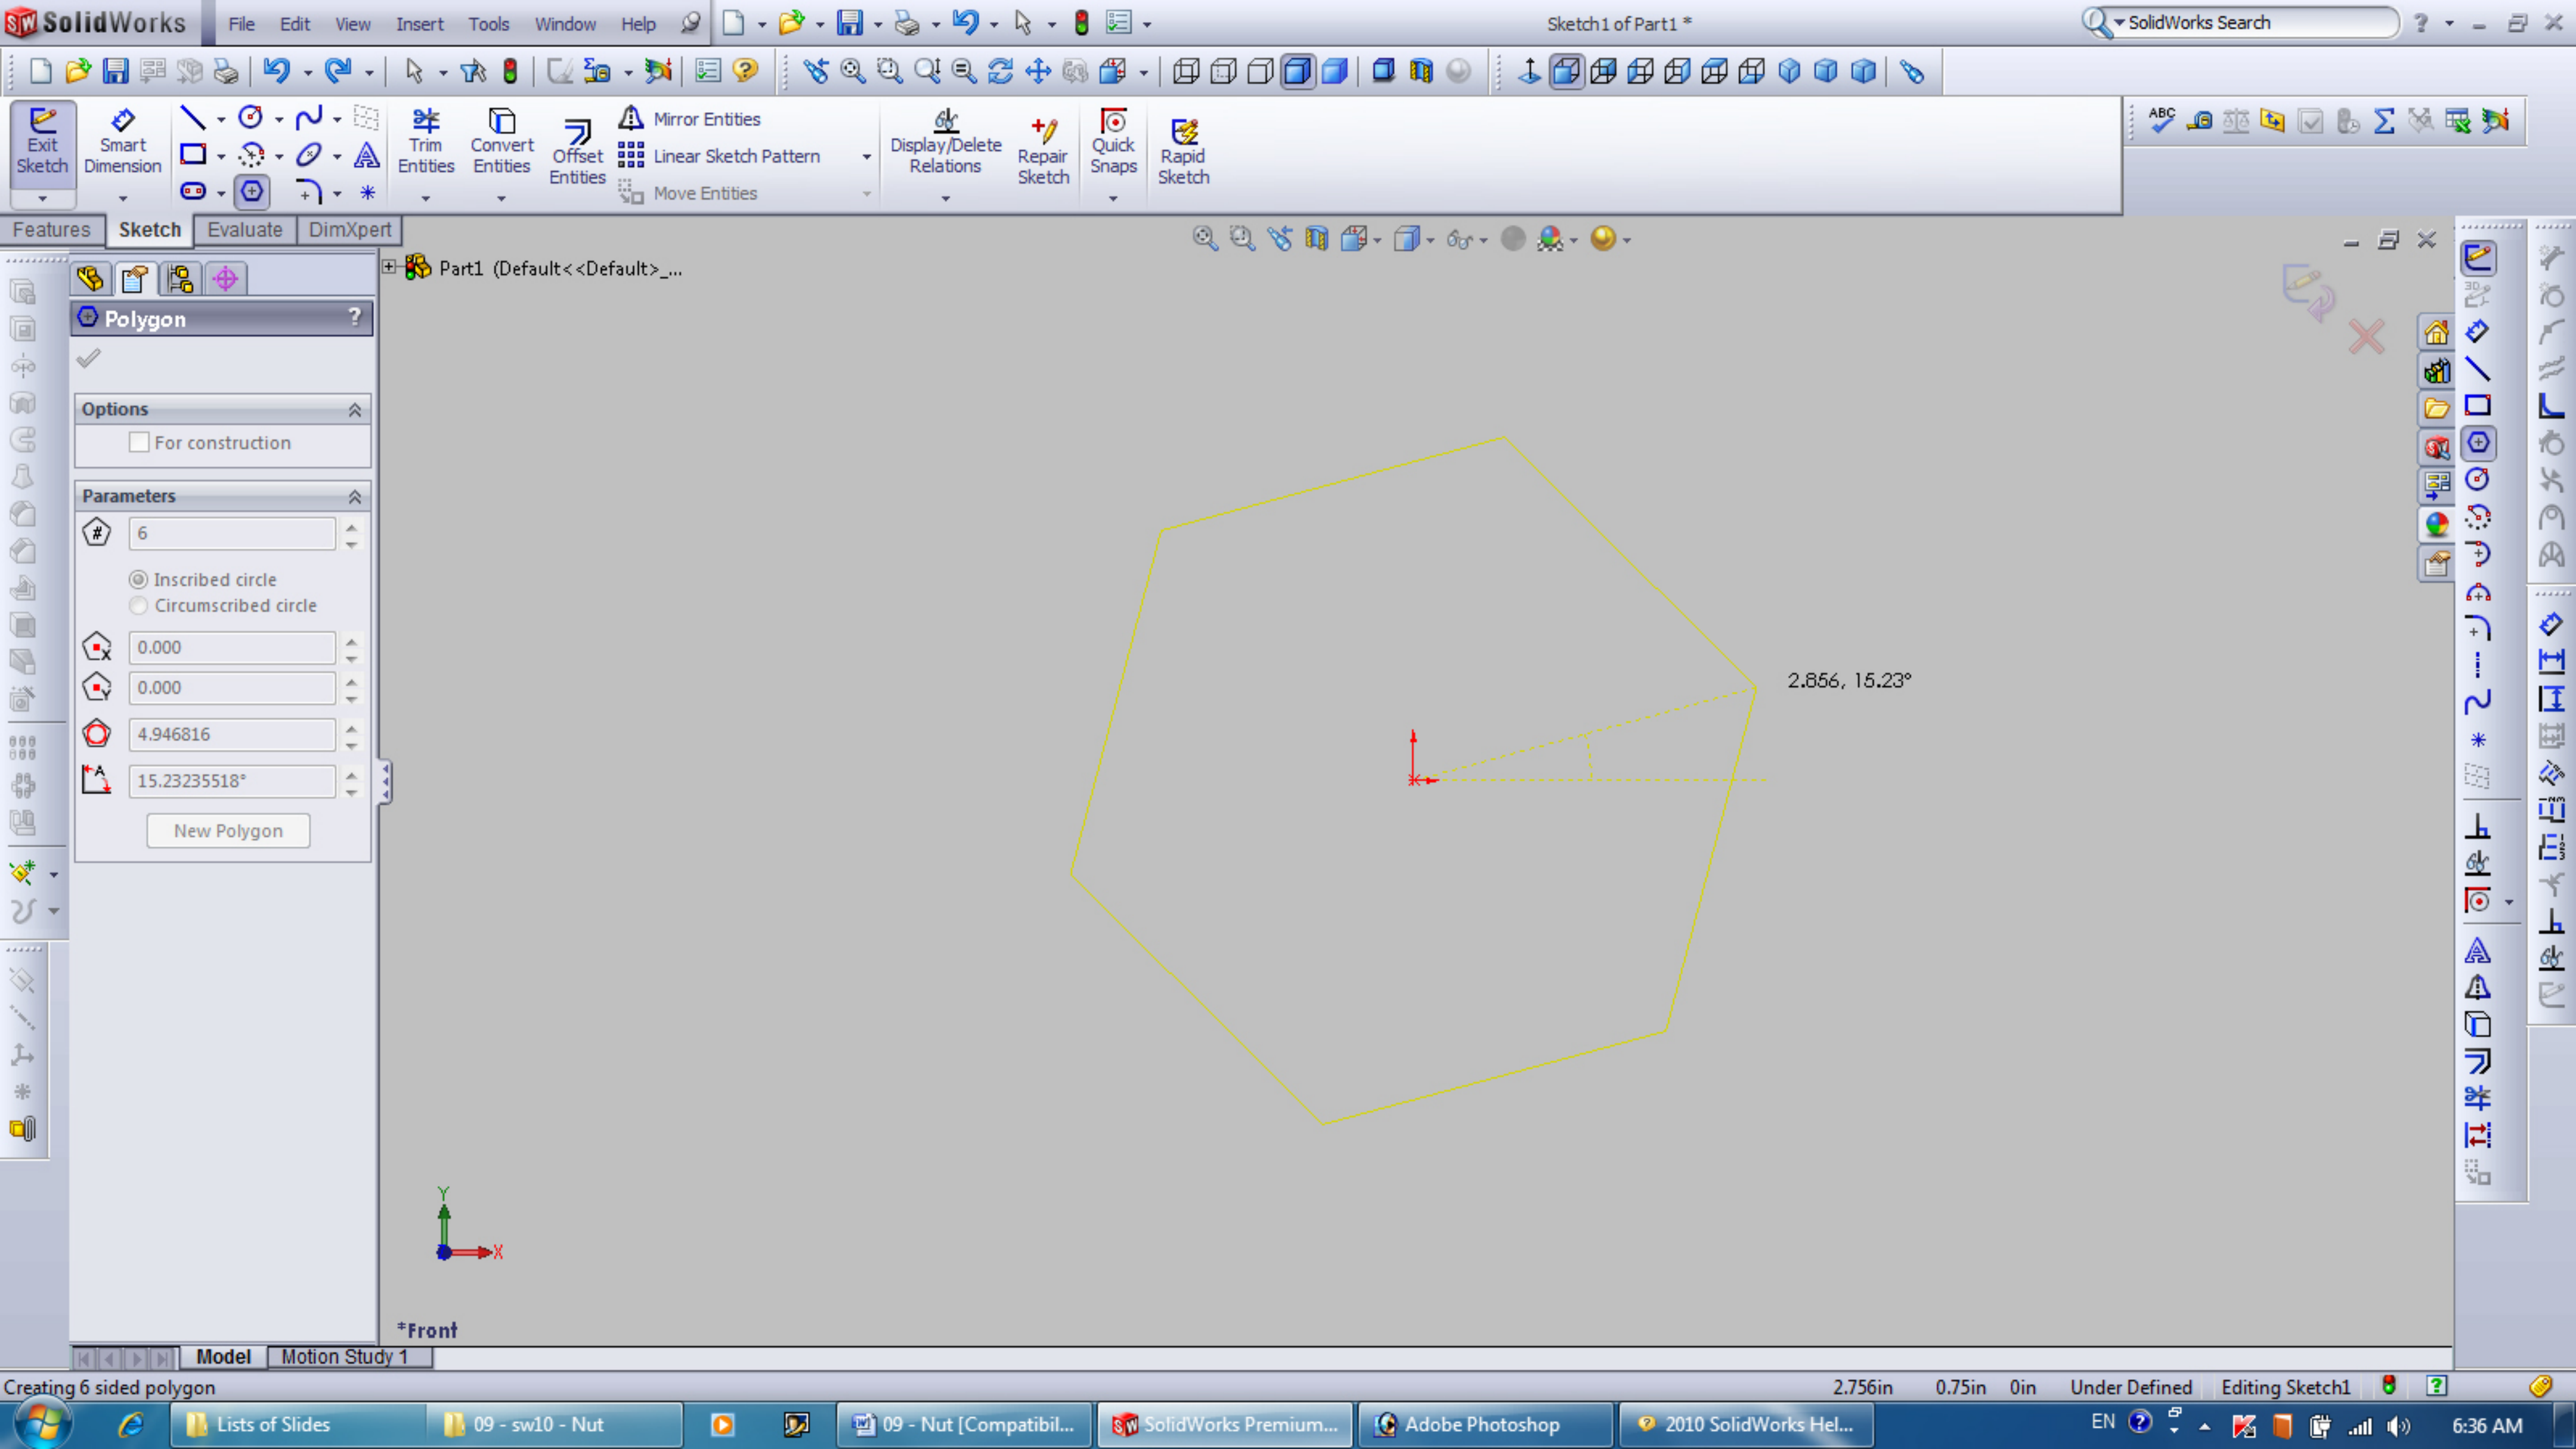 SolidWorks File Edit View Insert Tools Window Help Sketch1 of Part1 * SolidWorks Search
Exit Sketch
Smart Dimension
Trim Entities
Convert Entities
Offset Entities
Mirror Entities
Linear Sketch Pattern
Move Entities
Display/Delete Relations
Repair Sketch
Quick Snaps
Rapid Sketch
ABC
Features Sketch Evaluate DimXpert
Part1 (Default<<Default>_...
Polygon ?
Options
For construction
Parameters
# 6
Inscribed circle
Circumscribed circle
x 0.000
Y 0.000
4.946816
A 15.23235518°
New Polygon
2.856, 15.23°
3D
Y
X
*Front
Model Motion Study 1
Creating 6 sided polygon 2.756in 0.75in 0in Under Defined Editing Sketch1
Lists of Slides 09 - sw10 - Nut 09 - Nut [Compatibil... SolidWorks Premium... Adobe Photoshop 2010 SolidWorks Hel... EN 6:36 AM